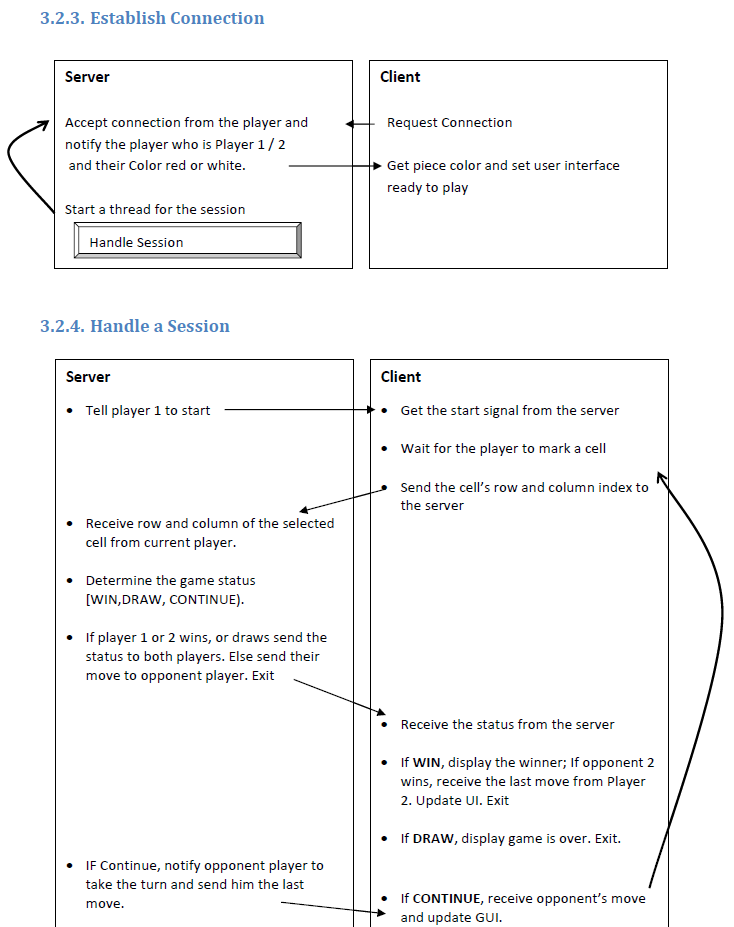 3.2.3. Establish Connection
Server
Accept connection from the player and
notify the player who is Player 1 / 2
and their Color red or white.
Start a thread for the session
Handle Session
Client
Request Connection
Get piece color and set user interface
ready to play
3.2.4. Handle a Session
Server
• Tell player 1 to start
• Receive row and column of the selected
cell from current player.
• Determine the game status
[WIN,DRAW, CONTINUE).
• If player 1 or 2 wins, or draws send the
status to both players. Else send their
move to opponent player. Exit
• IF Continue, notify opponent player to
take the turn and send him the last
move.
Client
• Get the start signal from the server
• Wait for the player to mark a cell
• Send the cell's row and column index to
the server
• Receive the status from the server
• If WIN, display the winner; If opponent 2
wins, receive the last move from Player
2. Update UI. Exit
• If DRAW, display game is over. Exit.
• If CONTINUE, receive opponent's move
and update GUI.